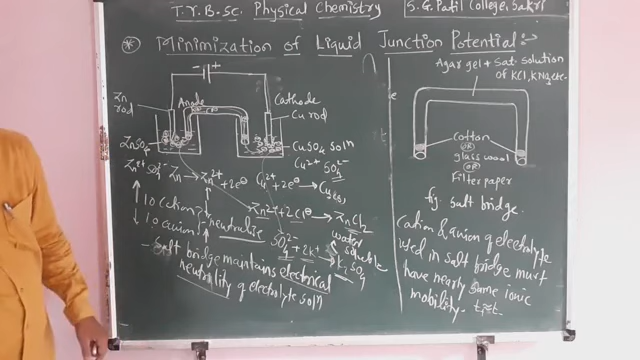 T.Y.B.Sc. Physical Chemistry
S. G. Patil College, Sakri
* Minimization of Liquid Junction Potential :-
- +
Zn rod
Anode
Cathode
Cu rod
ZnSO4
CuSO4 soln
Cu2+ SO4 2-
Zn2+ SO4 2-
Zn → Zn2+ + 2e⊖
Cu2+ + 2e⊖ → Cu(s)
↑ 10 cation
↓ 10 anion
neutralize
Zn2+ + 2Cl⊖ → ZnCl2
water soluble
SO4 2- + 2K+ → K2SO4
- Salt bridge maintains electrical
neutrality of electrolyte soln
Agar gel + Sat. solution
of KCl, KNO3 etc.
cotton
OR
glass wool
OR
Filter paper
fig. salt bridge.
Cation & anion of electrolyte
used in salt bridge must
have nearly same ionic
mobility.